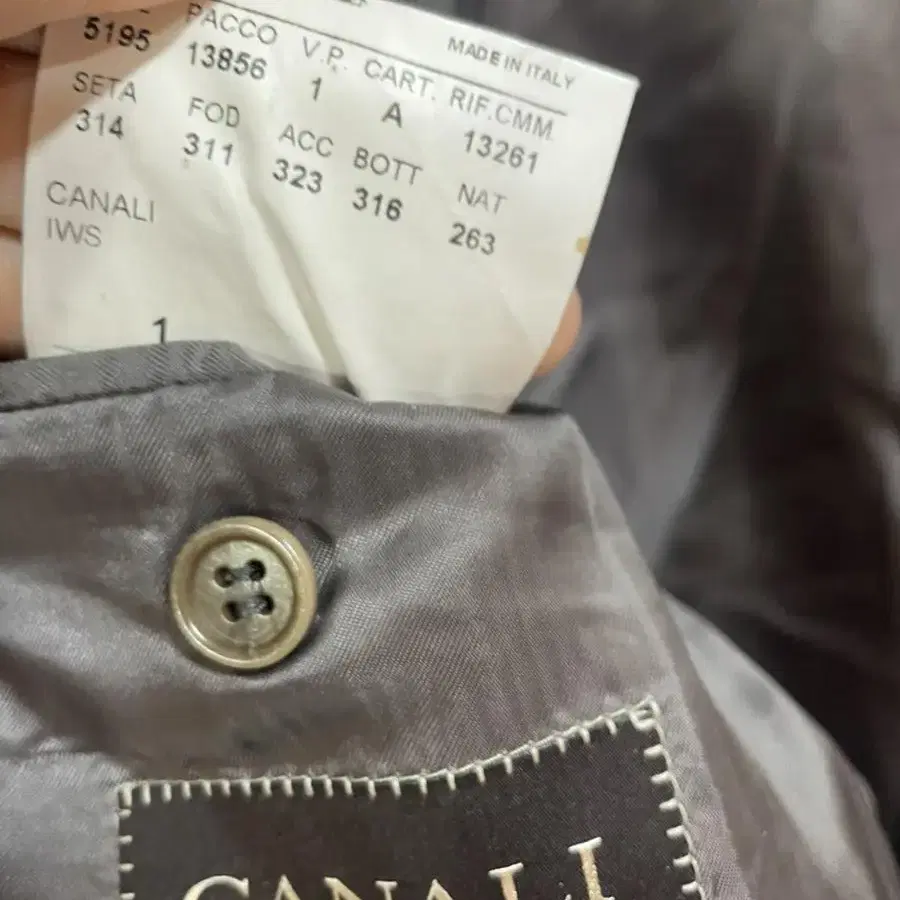 MADE IN ITALY
PACCO V.P. CART. RIF.CMM.
5195 13856 1 A 13261
SETA FOD ACC BOTT NAT
314 311 323 316 263
CANALI
IWS
1
CANALI